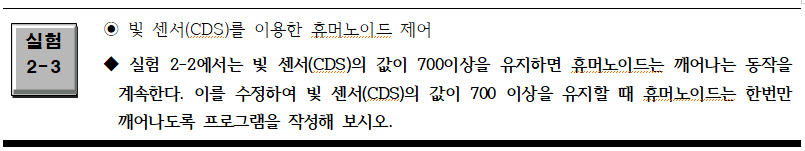 실험
2-3
◉ 빛 센서(CDS)를 이용한 휴머노이드 제어
◆ 실험 2-2에서는 빛 센서(CDS)의 값이 700이상을 유지하면 휴머노이드는 깨어나는 동작을
계속한다. 이를 수정하여 빛 센서(CDS)의 값이 700 이상을 유지할 때 휴머노이드는 한번만
깨어나도록 프로그램을 작성해 보시오.